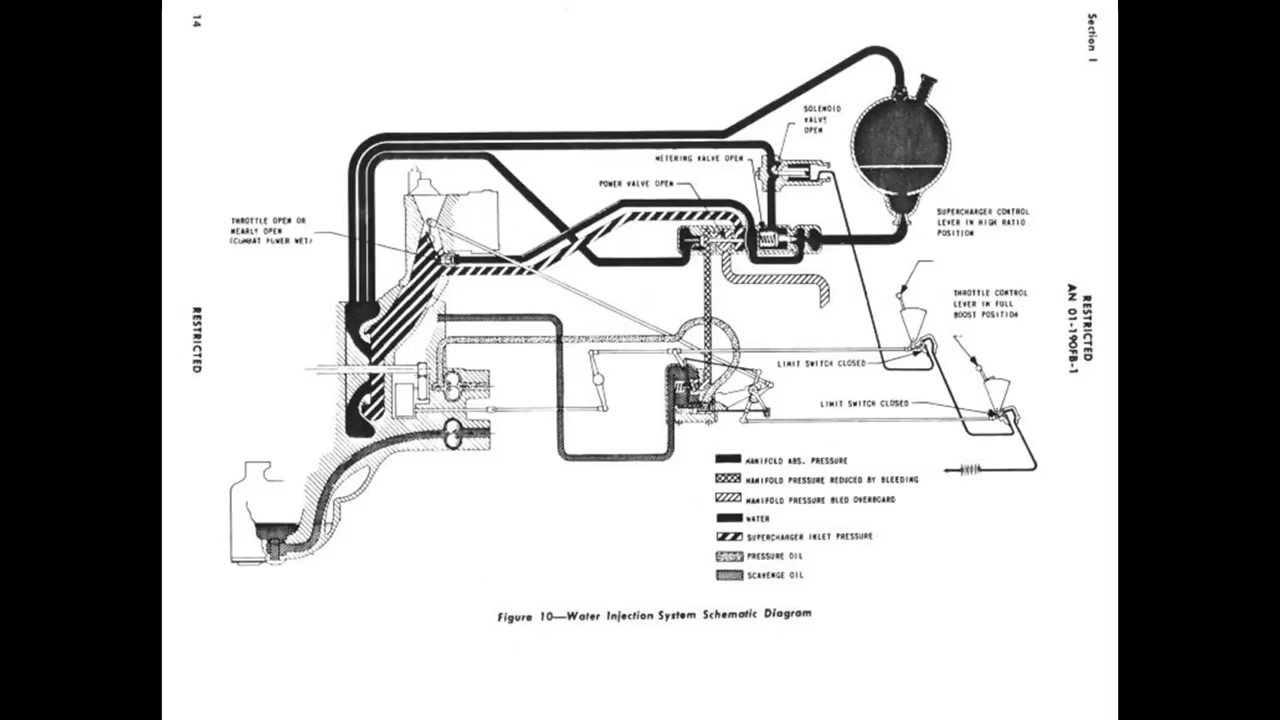 14
Section I
SOLENOID
VALVE
OPEN
METERING VALVE OPEN
POWER VALVE OPEN
THROTTLE OPEN OR
NEARLY OPEN
(COMBAT POWER WET)
SUPERCHARGER CONTROL
LEVER IN HIGH RATIO
POSITION
THROTTLE CONTROL
LEVER IN FULL
BOOST POSITION
RESTRICTED
AN 01-190FB-1
RESTRICTED
LIMIT SWITCH CLOSED
LIMIT SWITCH CLOSED
MANIFOLD ABS. PRESSURE
MANIFOLD PRESSURE REDUCED BY BLEEDING
MANIFOLD PRESSURE BLED OVERBOARD
WATER
SUPERCHARGER INLET PRESSURE
PRESSURE OIL
SCAVENGE OIL
Figure 10—Water Injection System Schematic Diagram